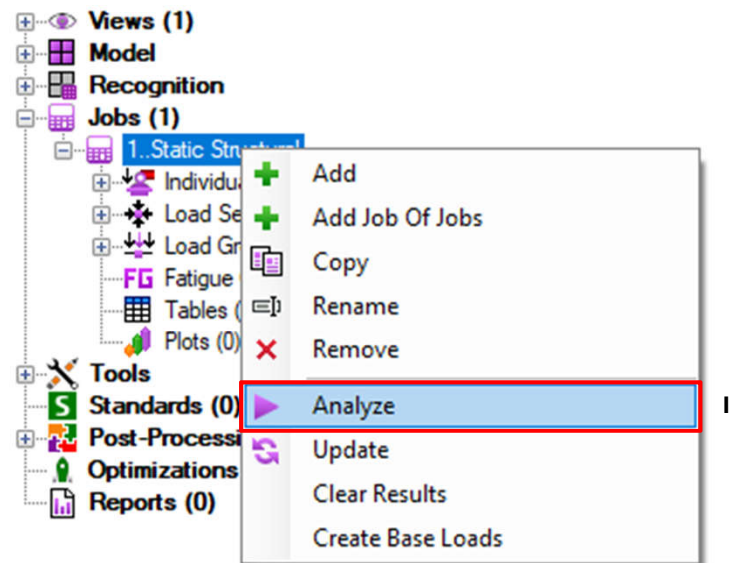 Views (1)
Model
Recognition
Jobs (1)
1..Static Structural
Individu
Load Se
Load Gr
FG Fatigue
Tables (
Plots (0)
Tools
S Standards (0)
Post-Processi
Optimizations
Reports (0)
Add
Add Job Of Jobs
Copy
Rename
Remove
Analyze
I
Update
Clear Results
Create Base Loads